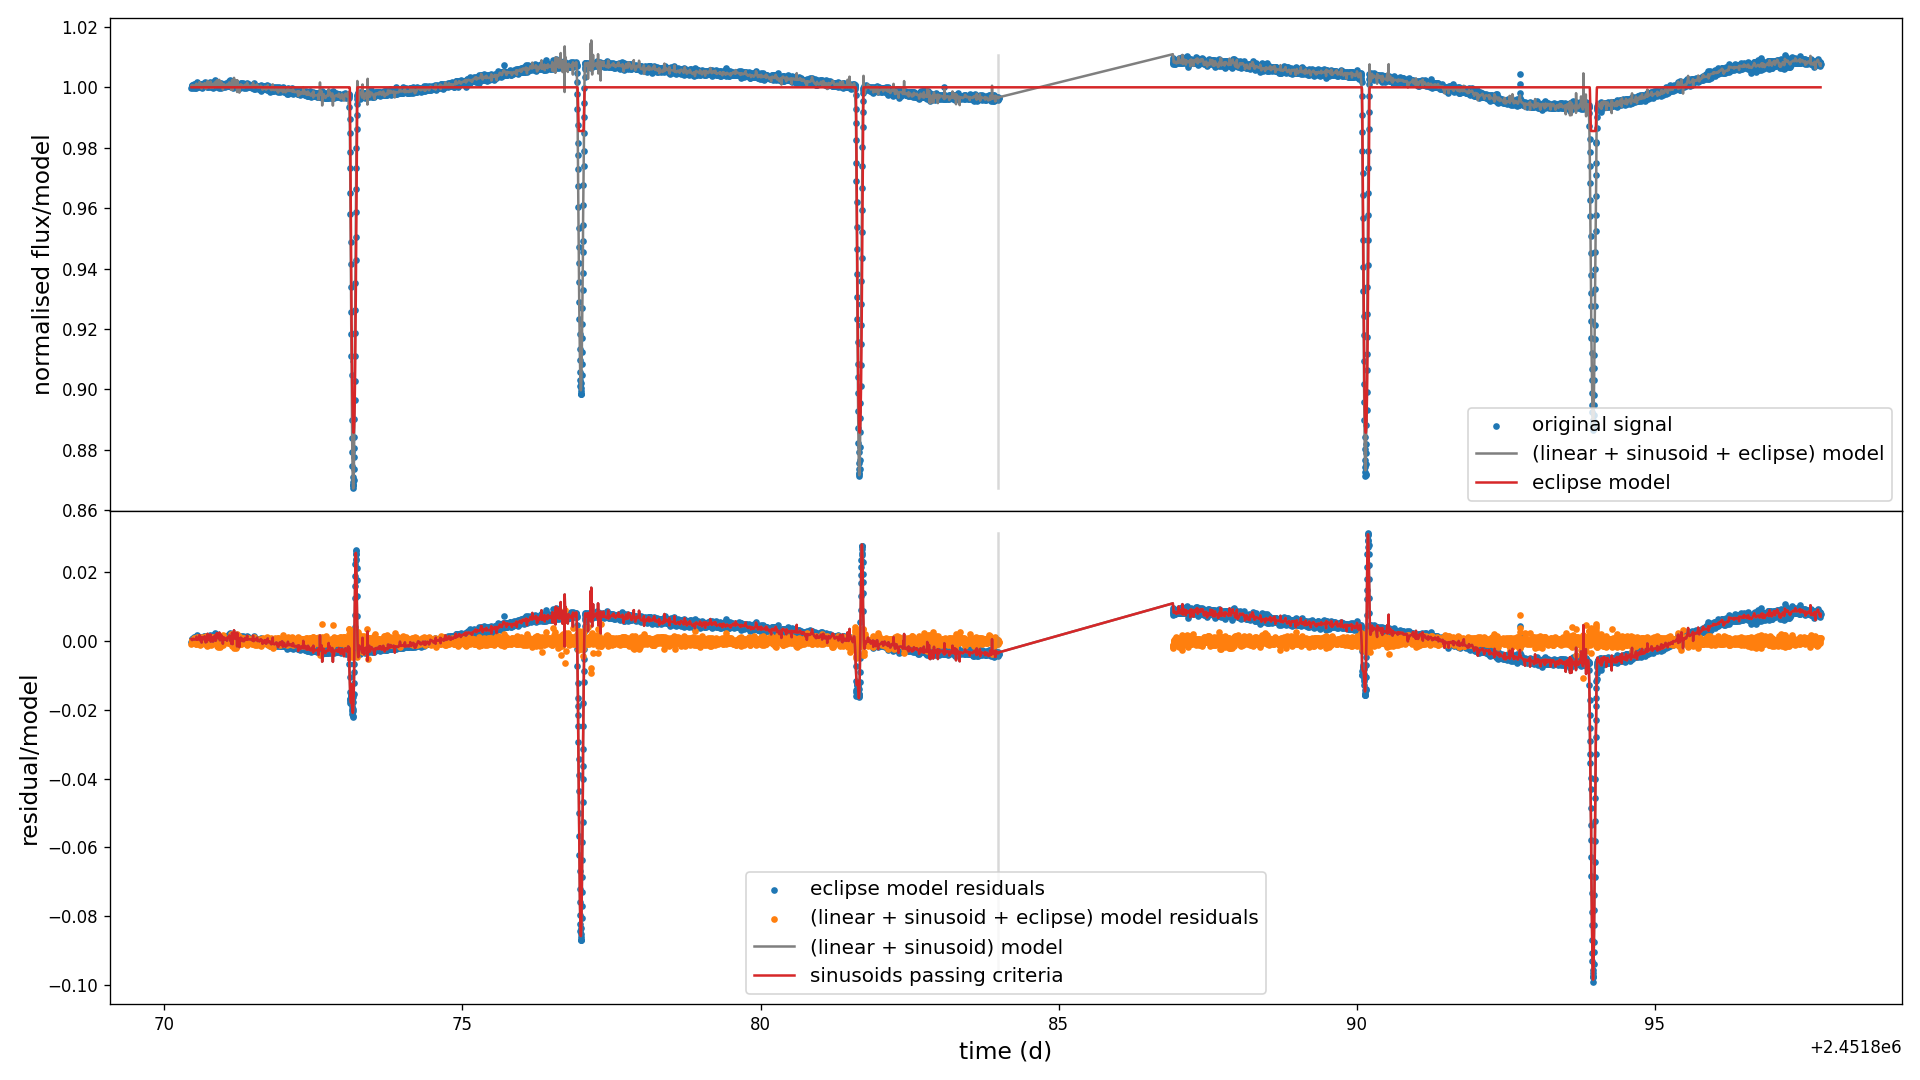 1.02
1.00
0.98
0.96
0.94
0.92
0.90
0.88
0.86
normalised flux/model
original signal
(linear + sinusoid + eclipse) model
eclipse model
0.02
0.00
−0.02
−0.04
−0.06
−0.08
−0.10
residual/model
eclipse model residuals
(linear + sinusoid + eclipse) model residuals
(linear + sinusoid) model
sinusoids passing criteria
70 75 80 85 90 95
time (d)
+2.4518e6